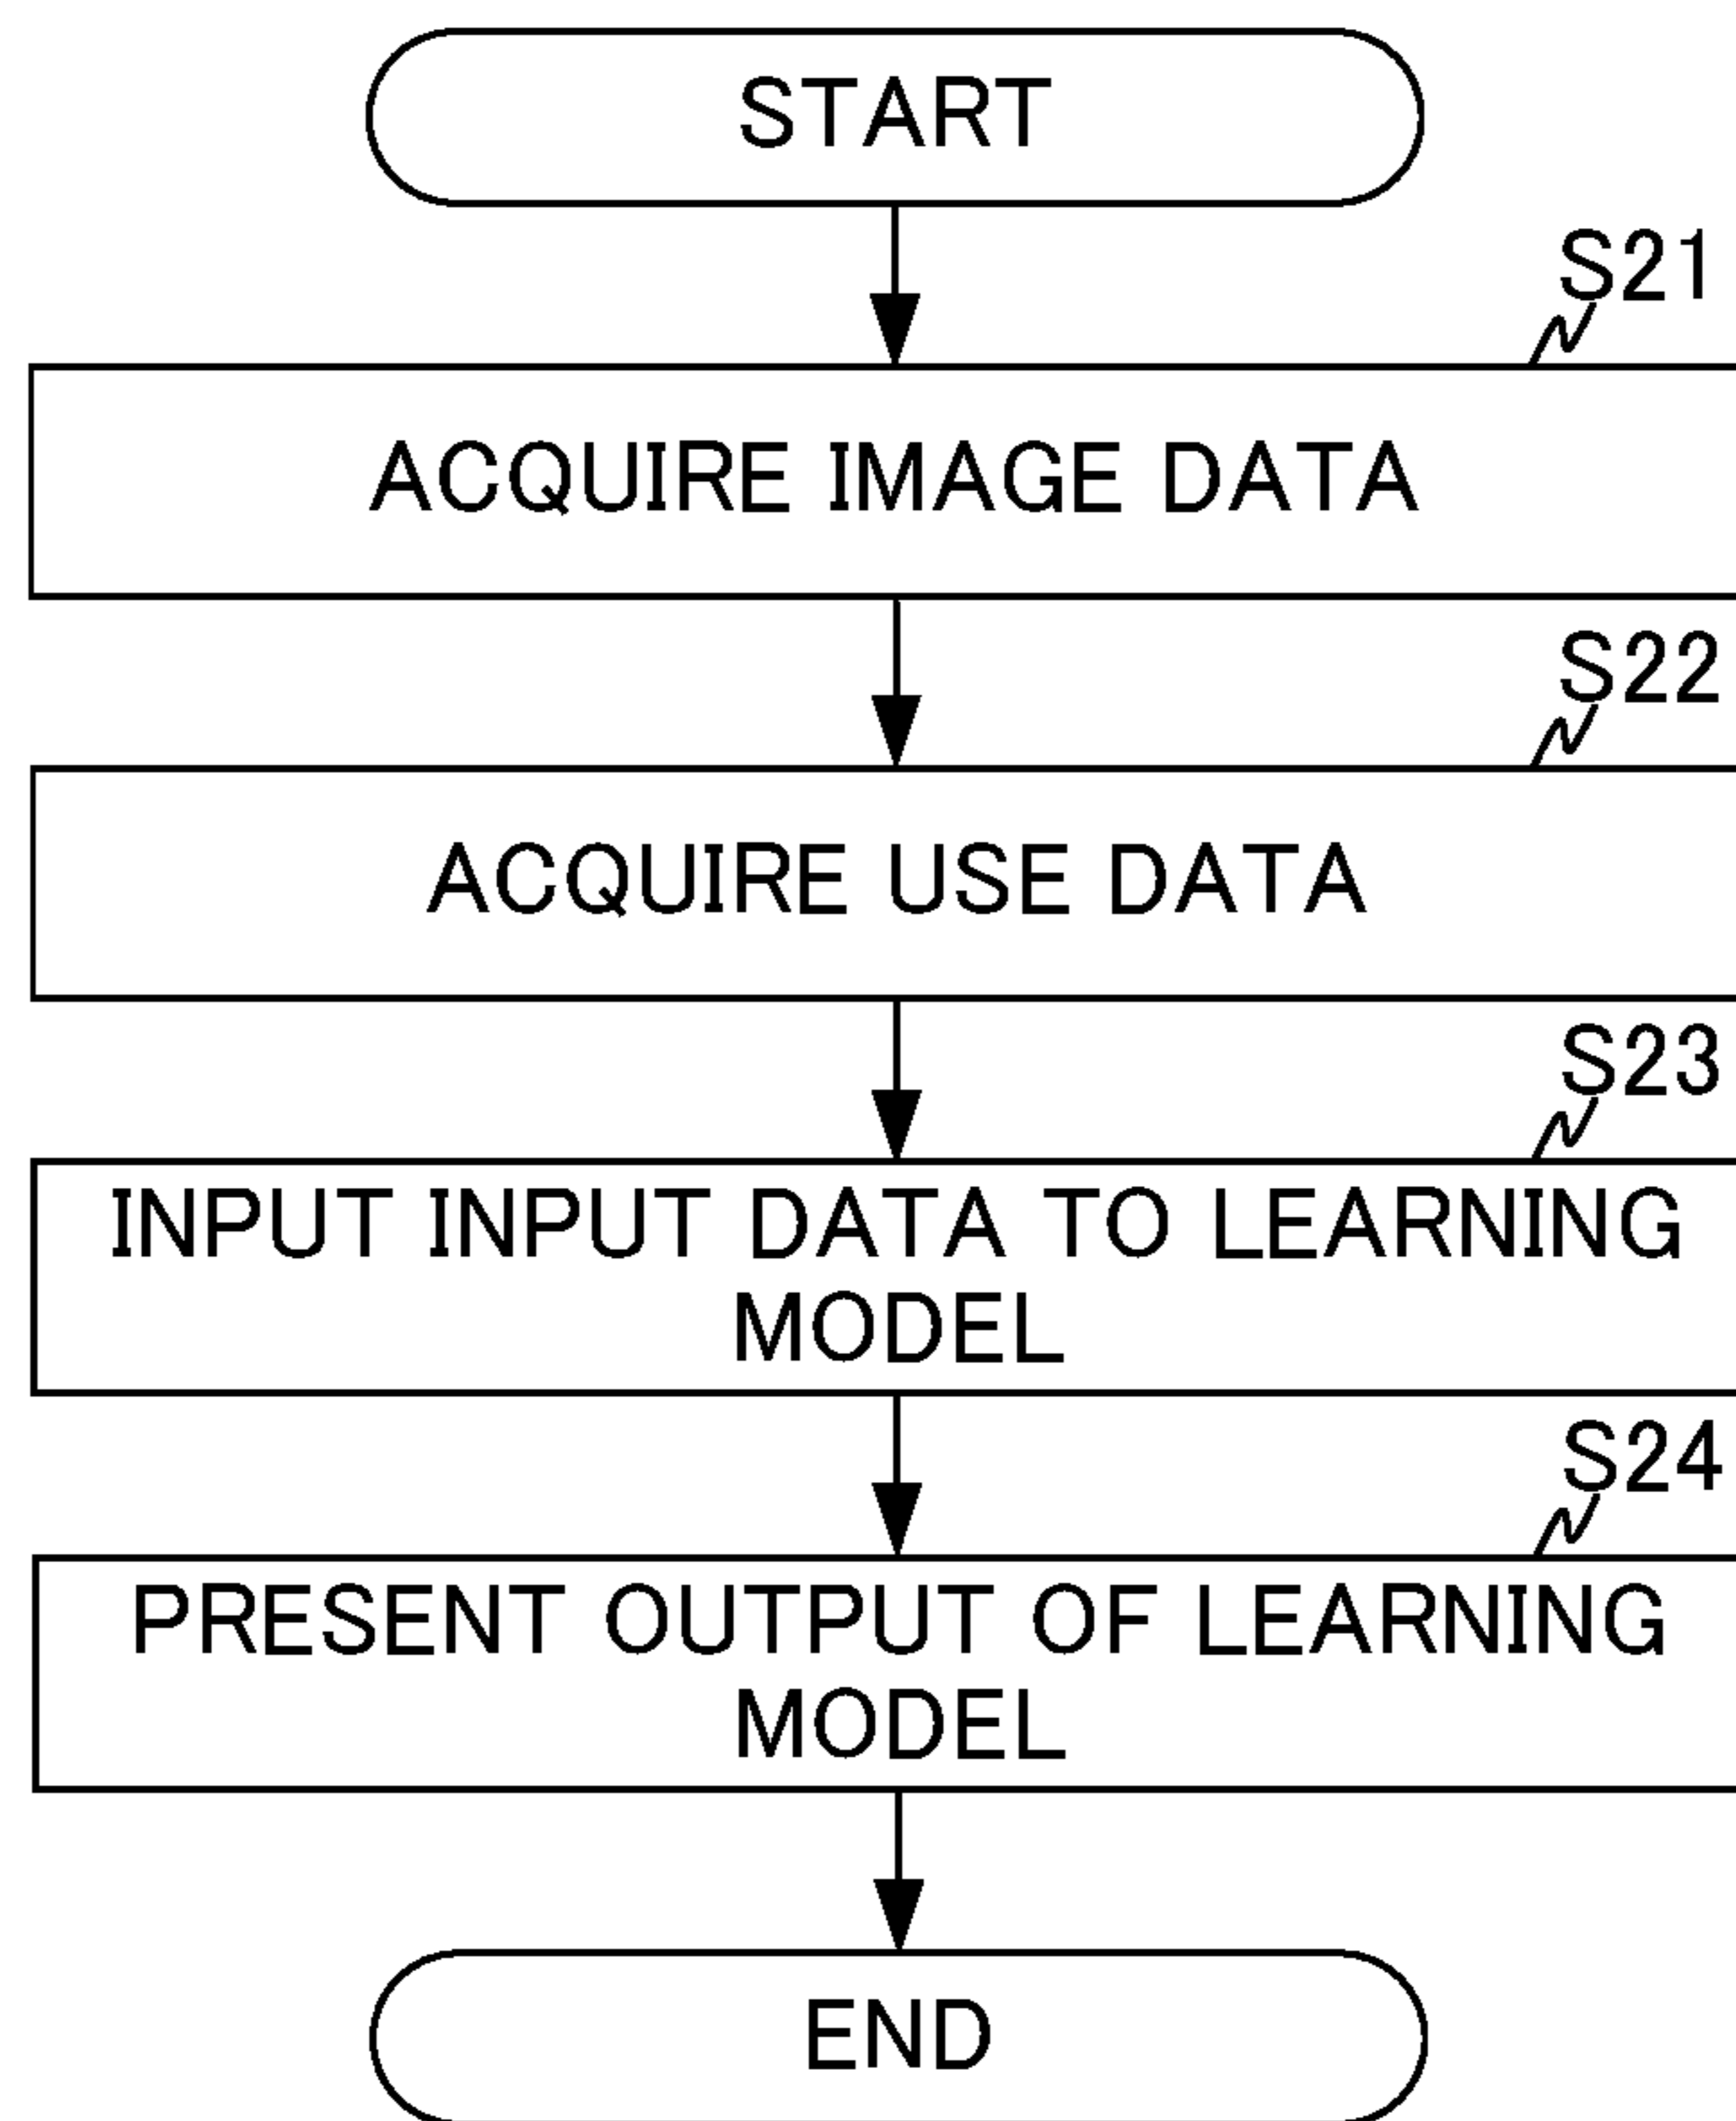 START
S21
ACQUIRE IMAGE DATA
S22
ACQUIRE USE DATA
S23
INPUT INPUT DATA TO LEARNING
MODEL
S24
PRESENT OUTPUT OF LEARNING
MODEL
END